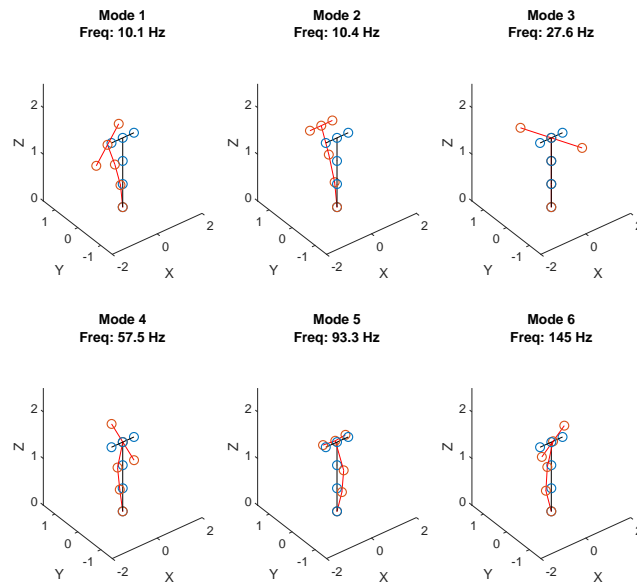 Mode 1
Freq: 10.1 Hz
Mode 2
Freq: 10.4 Hz
Mode 3
Freq: 27.6 Hz
2
1
0
Z
1
0
-1
Y
-2
0
2
X
2
1
0
Z
1
0
-1
Y
-2
0
2
X
2
1
0
Z
1
0
-1
Y
-2
0
2
X
Mode 4
Freq: 57.5 Hz
Mode 5
Freq: 93.3 Hz
Mode 6
Freq: 145 Hz
2
1
0
Z
1
0
-1
Y
-2
0
2
X
2
1
0
Z
1
0
-1
Y
-2
0
2
X
2
1
0
Z
1
0
-1
Y
-2
0
2
X